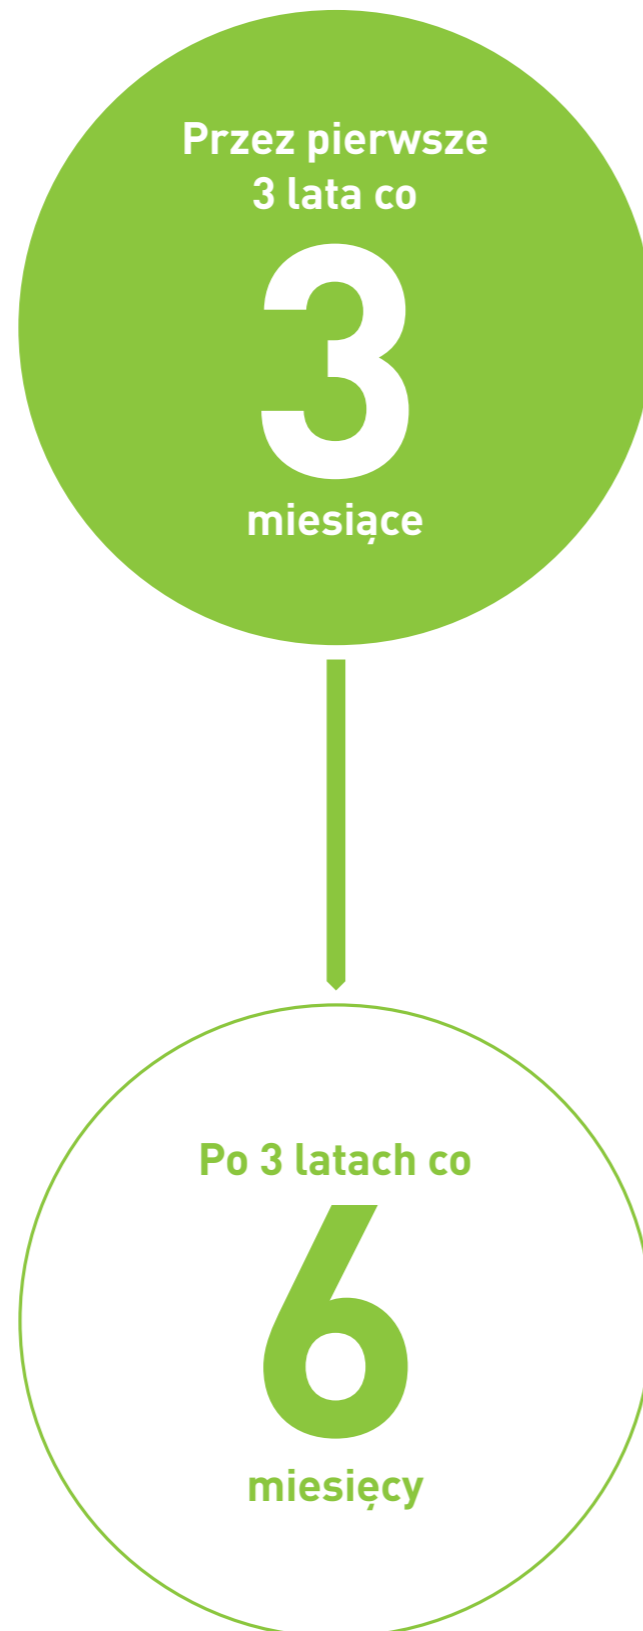 Przez pierwsze
3 lata co
3
miesiące
Po 3 latach co
6
miesięcy